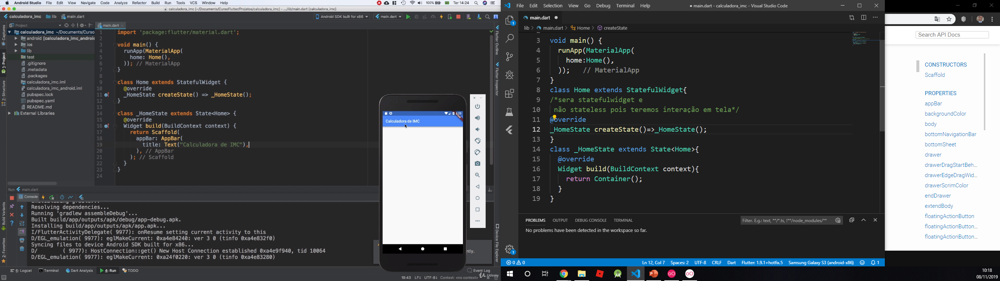 Android Studio File Edit View Navigate Code Analyze Refactor Build Run Tools VCS Window Help
100% Ter 14:24
calculadora_imc [~/Documents/CursoFlutter/Projetos/calculadora_imc] - .../lib/main.dart [calculadora_imc]
calculadora_imc lib main.dart
Android SDK built for x86 main.dart
Project
main.dart
Captures
1: Project
Z: Structure
Build Variants
2: Favorites
calculadora_imc ~/Documents/Curso
android [calculadora_imc_androi
ios
lib
test
.gitignore
.metadata
.packages
calculadora_imc.iml
calculadora_imc_android.iml
pubspec.lock
pubspec.yaml
README.md
External Libraries
1 import 'package:flutter/material.dart';
2
3 void main() {
4 runApp(MaterialApp(
5 home: Home(),
6 )); // MaterialApp
7 }
8
9 class Home extends StatefulWidget {
10 @override
11 _HomeState createState() => _HomeState();
12 }
13
14 class _HomeState extends State<Home> {
15 @override
16 Widget build(BuildContext context) {
17 return Scaffold(
18 appBar: AppBar(
19 title: Text("Calculadora de IMC"),
20 ), // AppBar
21 ); // Scaffold
22 }
23 }
24
Flutter Outline
Flutter Inspector
Device File Explorer
Calculadora de IMC
Run main.dart
Console
Resolving dependencies...
Running 'gradlew assembleDebug'...
Built build/app/outputs/apk/debug/app-debug.apk.
Installing build/app/outputs/apk/app.apk...
I/FlutterActivityDelegate( 9977): onResume setting current activity to this
D/EGL_emulation( 9977): eglMakeCurrent: 0xa4e84240: ver 3 0 (tinfo 0xa4e832f0)
Syncing files to device Android SDK built for x86...
D/ ( 9977): HostConnection::get() New Host Connection established 0xa4e9f940, tid 10064
D/EGL_emulation( 9977): eglMakeCurrent: 0xa24f0220: ver 3 0 (tinfo 0xa4e83280)
ntly.
6: Logcat Terminal Dart Analysis 4: Run TODO Event Log
19:43 LF UTF-8 Context: <no context>
Udemy
File Edit Selection View Go Debug Terminal Help
● main.dart - calculadora_imc - Visual Studio Code
main.dart
lib > main.dart > Home > createState
3 void main() {
4 runApp(MaterialApp(
5 home:Home(),
6 )); // MaterialApp
7 }
8 class Home extends StatefulWidget{
9 /*sera statefulwidget e
10 não stateless pois teremos interação em tela*/
11 @override
12 _HomeState createState()=>_HomeState();
13 }
14 class _HomeState extends State<Home>{
15 @override
16 Widget build(BuildContext context){
17 return Container();
18 }
19 }
PROBLEMS OUTPUT DEBUG CONSOLE TERMINAL
Filter. E.g.: text, **/*.ts, !**/node_modules/**
No problems have been detected in the workspace so far.
0 0 Ln 12, Col 7 Spaces: 2 UTF-8 CRLF Dart Flutter: 1.9.1+hotfix.5 Samsung Galaxy S3 (android-x86) 1
Search API Docs
CONSTRUCTORS
Scaffold
PROPERTIES
appBar
backgroundColor
body
bottomNavigationBar
bottomSheet
drawer
drawerDragStartBeh...
drawerEdgeDragWid...
drawerScrimColor
endDrawer
extendBody
floatingActionButton
floatingActionButton...
floatingActionButton...
10:18
08/11/2019